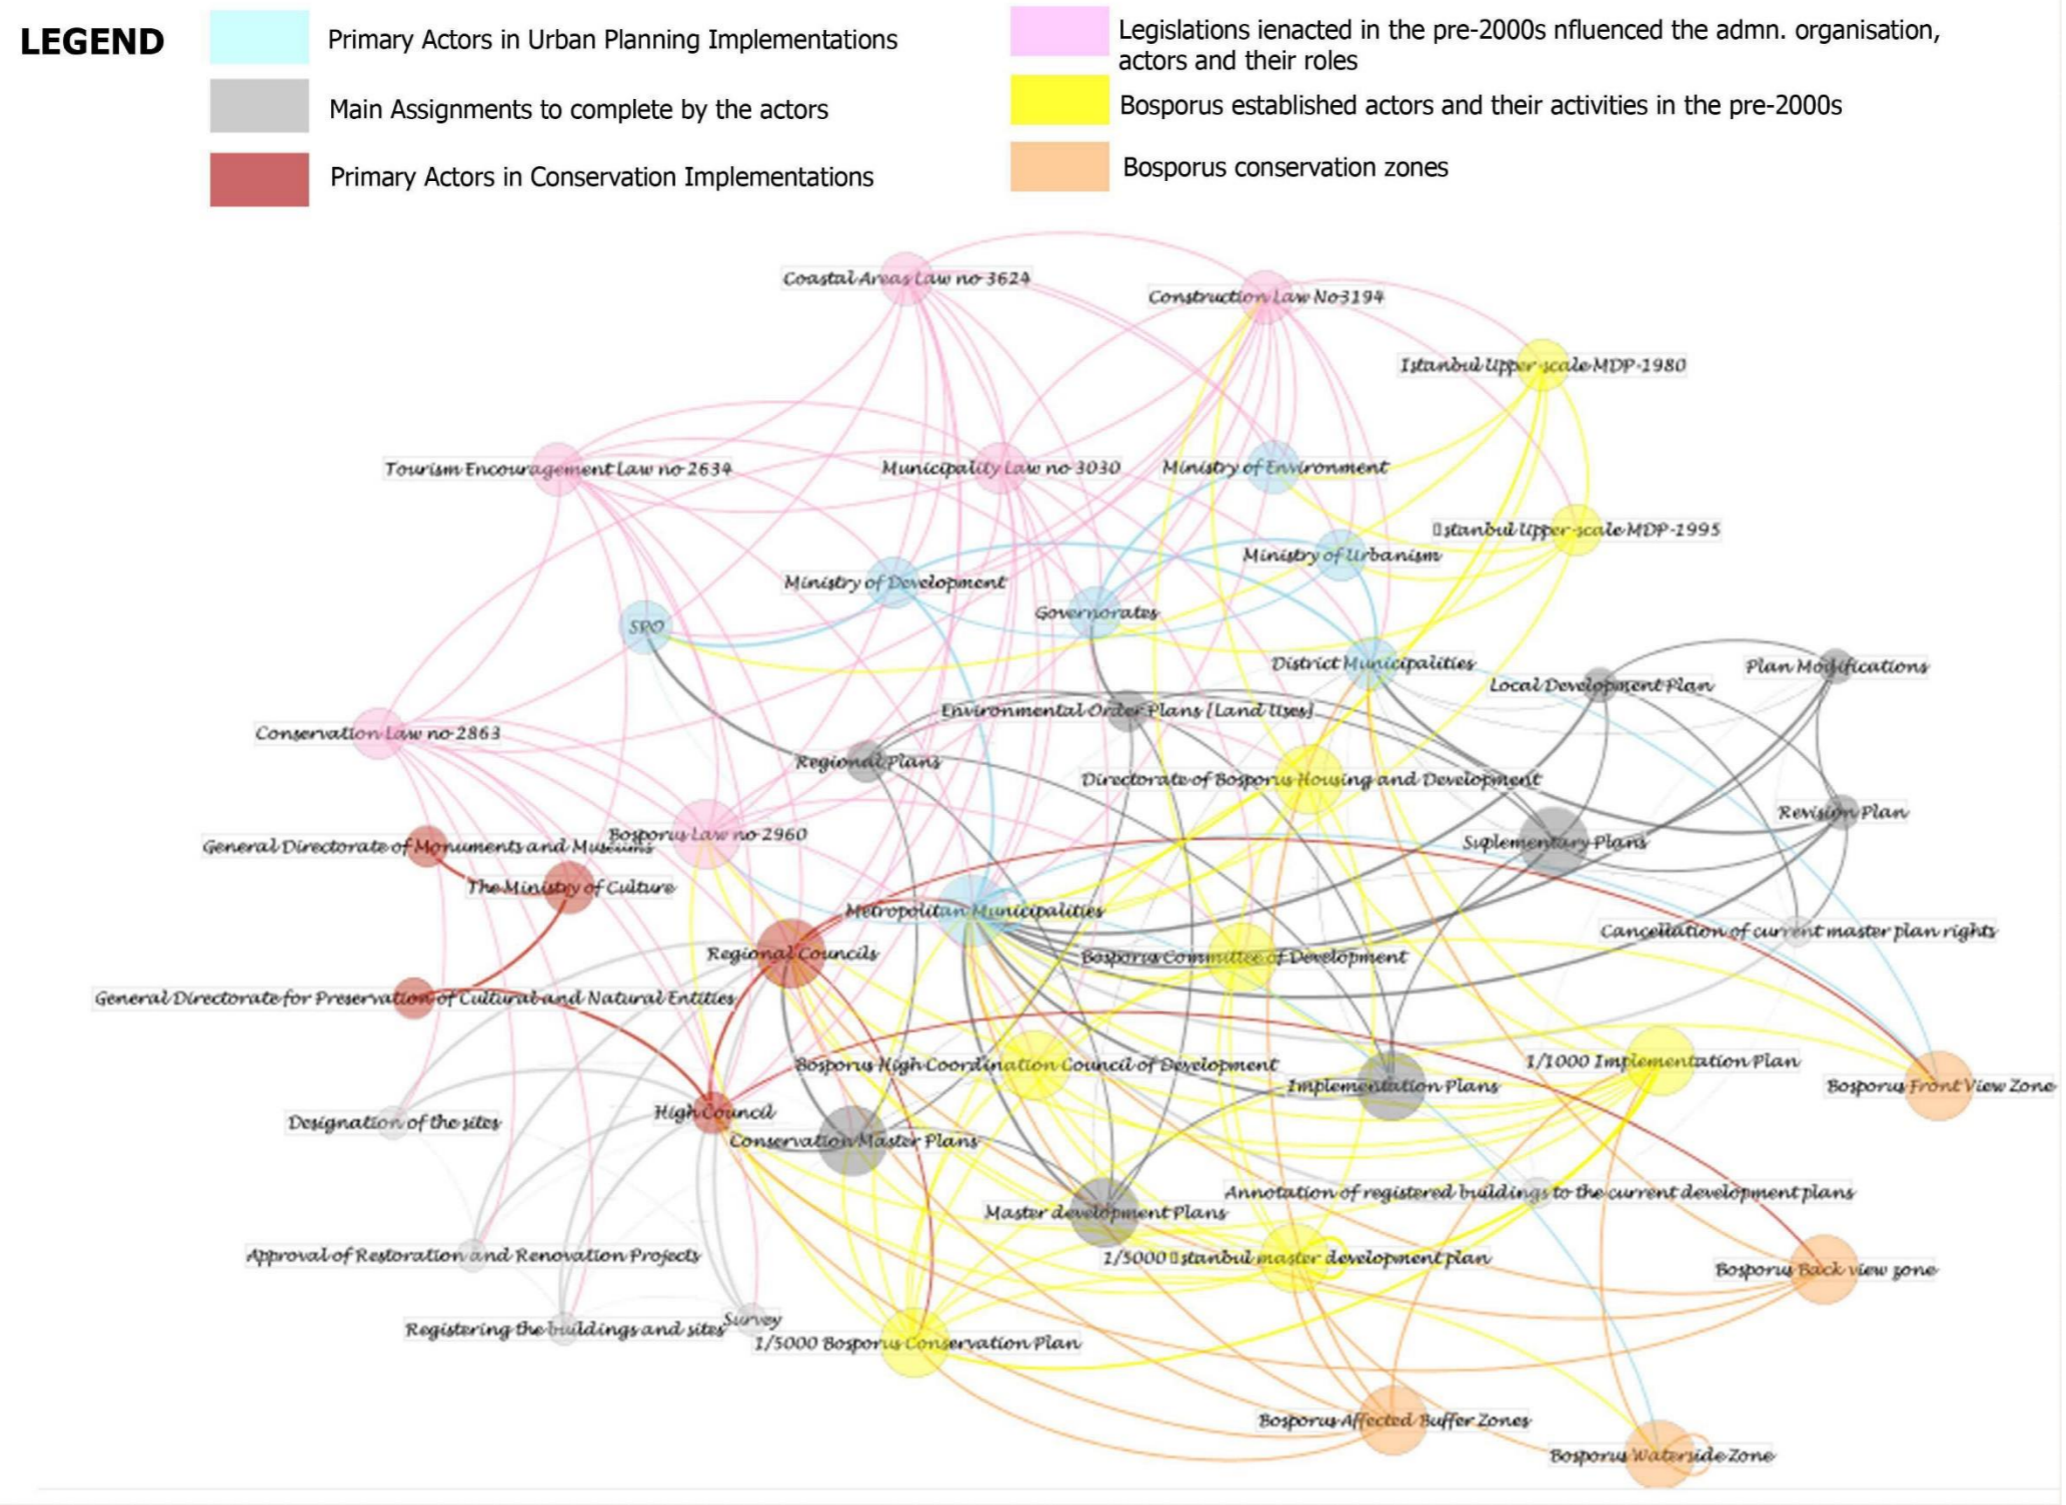 LEGEND
Primary Actors in Urban Planning Implementations
Main Assignments to complete by the actors
Primary Actors in Conservation Implementations
Legislations ienacted in the pre-2000s nfluenced the admn. organisation,
actors and their roles
Bosporus established actors and their activities in the pre-2000s
Bosporus conservation zones
Coastal Areas Law no 3624
Construction Law No3194
Istanbul Upper-scale MDP-1980
Tourism Encouragement Law no 2634
Municipality Law no 3030
Ministry of Environment
▯stanbul Upper-scale MDP-1995
Ministry of Urbanism
Ministry of Development
Governorates
SPO
District Municipalities
Plan Modifications
Local Development Plan
Environmental Order Plans [Land Uses]
Conservation Law no 2863
Regional Plans
Directorate of Bosporus Housing and Development
Revision Plan
Bosporus Law no 2960
Suplementary Plans
General Directorate of Monuments and Museums
The Ministry of Culture
Metropolitan Municipalities
Cancellation of current master plan rights
Regional Councils
Bosporus Committee of Development
General Directorate for Preservation of Cultural and Natural Entities
Bosporus High Coordination Council of Development
1/1000 Implementation Plan
Implementation Plans
Bosporus Front View Zone
High Council
Designation of the sites
Conservation Master Plans
Annotation of registered buildings to the current development plans
Master development Plans
Approval of Restoration and Renovation Projects
1/5000 ▯stanbul master development plan
Bosporus Back view zone
Survey
Registering the buildings and sites
1/5000 Bosporus Conservation Plan
Bosporus Affected Buffer Zones
Bosporus Waterside Zone